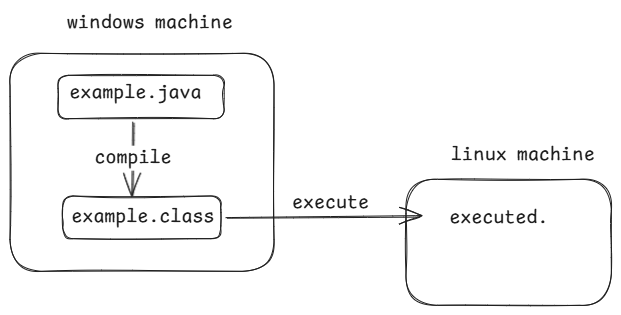 windows machine
example.java
compile
example.class
execute
linux machine
executed.